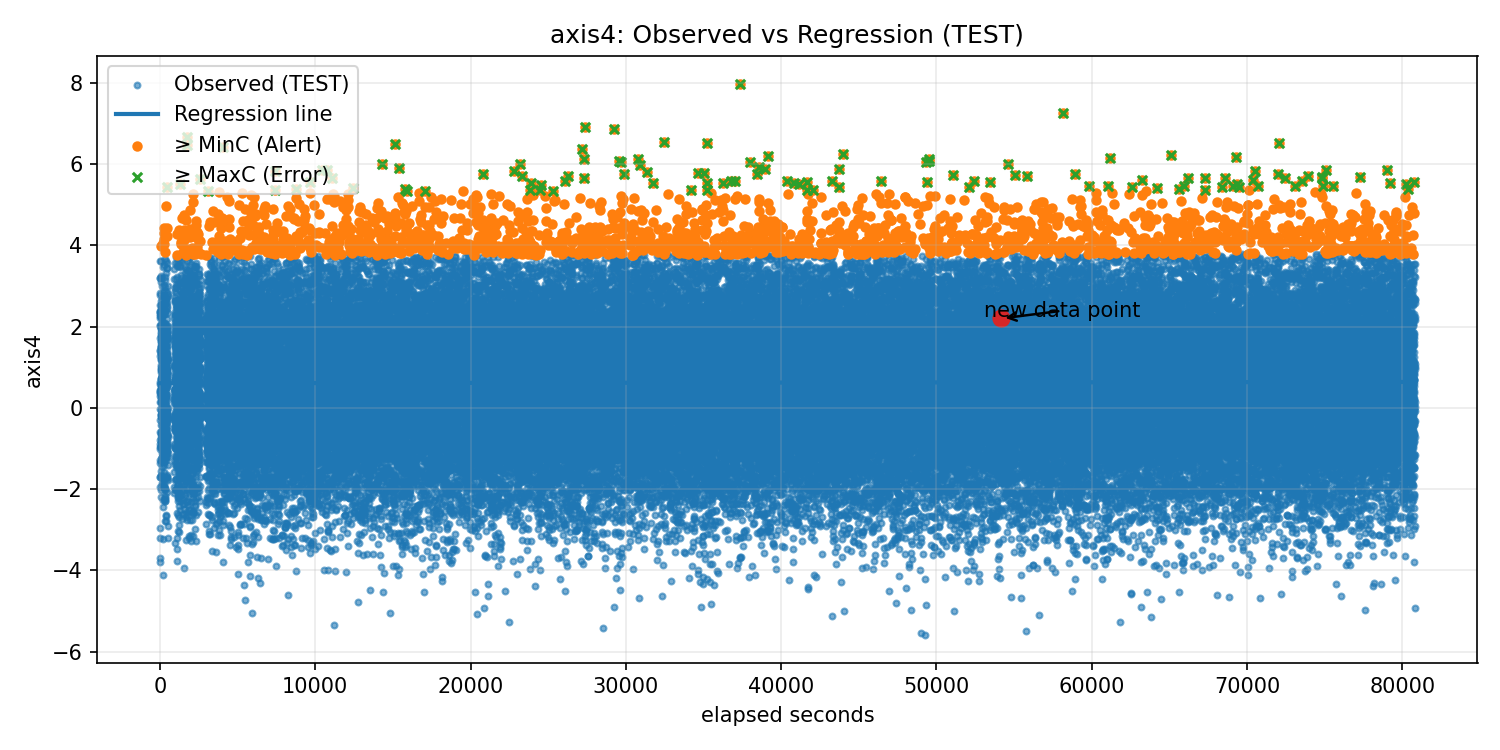 axis4: Observed vs Regression (TEST)
Observed (TEST)
Regression line
≥ MinC (Alert)
≥ MaxC (Error)
new data point
axis4
8
6
4
2
0
−2
−4
−6
0
10000
20000
30000
40000
50000
60000
70000
80000
elapsed seconds